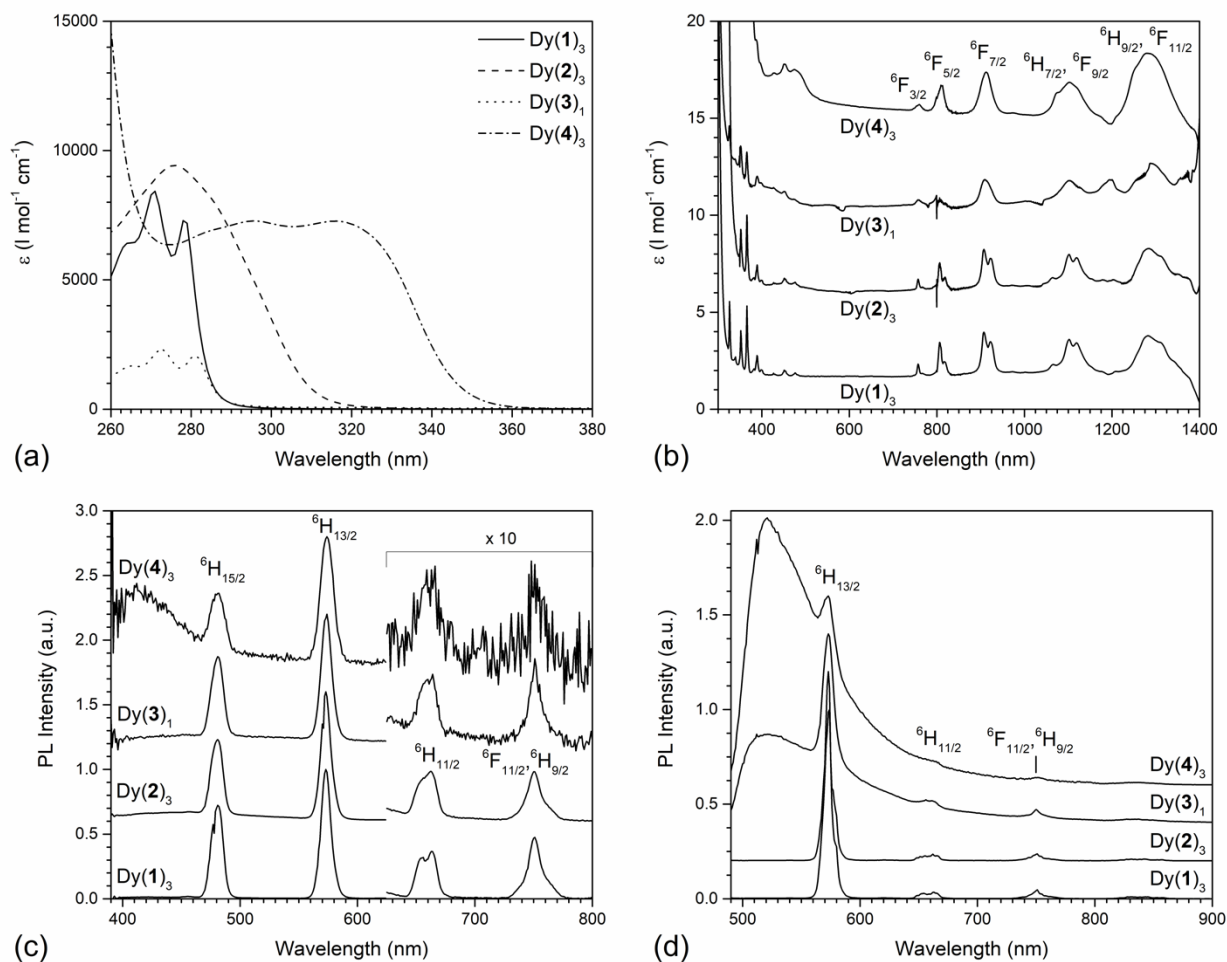 15000
10000
5000
0
ε (l mol⁻¹ cm⁻¹)
Dy(1)₃
Dy(2)₃
Dy(3)₁
Dy(4)₃
260 280 300 320 340 360 380
Wavelength (nm)
(a)
20
15
10
5
0
ε (l mol⁻¹ cm⁻¹)
⁶F₃/₂
⁶F₅/₂
⁶F₇/₂
⁶H₇/₂, ⁶F₉/₂
⁶H₉/₂, ⁶F₁₁/₂
Dy(4)₃
Dy(3)₁
Dy(2)₃
Dy(1)₃
400 600 800 1000 1200 1400
Wavelength (nm)
(b)
3.0
2.5
2.0
1.5
1.0
0.5
0.0
PL Intensity (a.u.)
⁶H₁₅/₂
⁶H₁₃/₂
x 10
⁶H₁₁/₂
⁶F₁₁/₂, ⁶H₉/₂
Dy(4)₃
Dy(3)₁
Dy(2)₃
Dy(1)₃
400 500 600 700 800
Wavelength (nm)
(c)
2.0
1.5
1.0
0.5
0.0
PL Intensity (a.u.)
⁶H₁₃/₂
⁶H₁₁/₂
⁶F₁₁/₂, ⁶H₉/₂
Dy(4)₃
Dy(3)₁
Dy(2)₃
Dy(1)₃
500 600 700 800 900
Wavelength (nm)
(d)